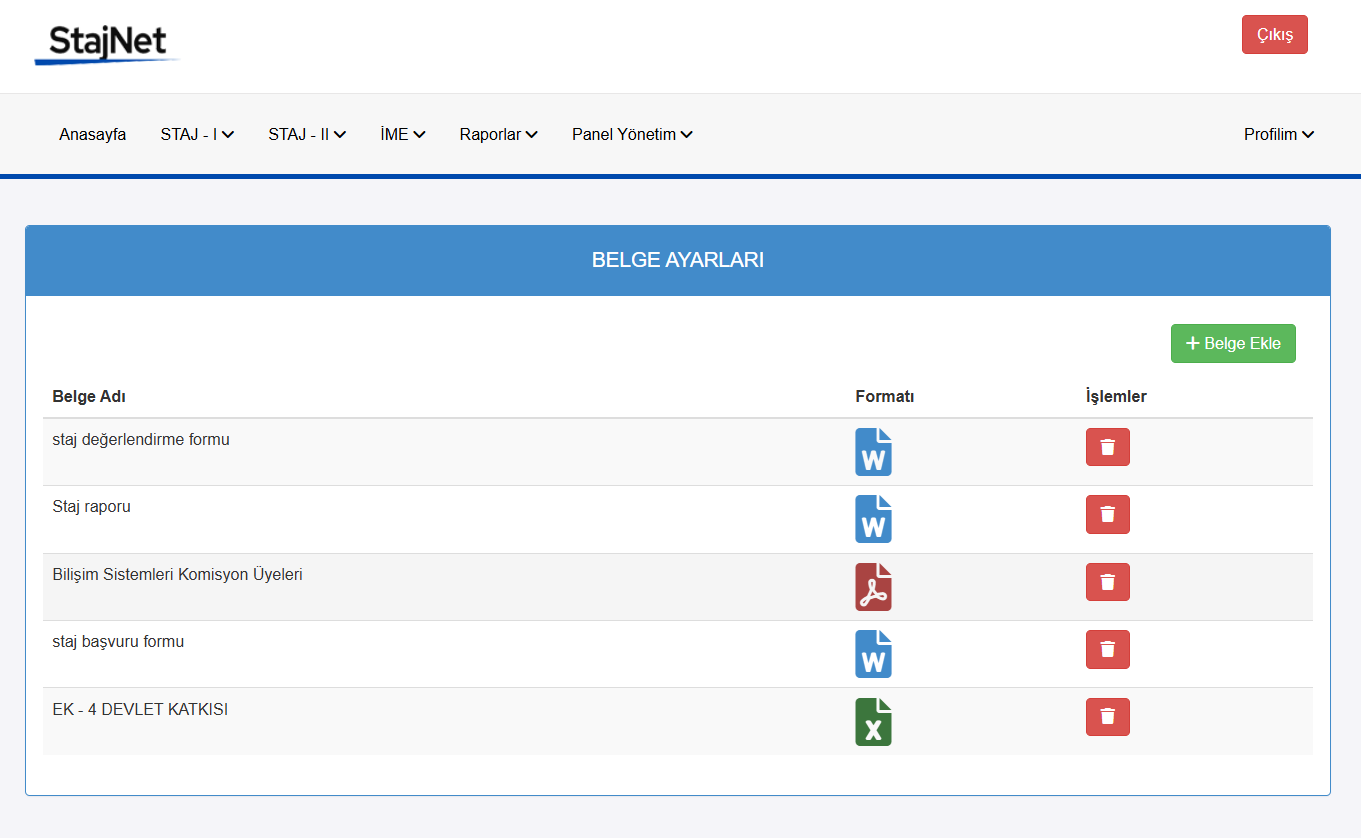 StajNet
Çıkış
Anasayfa STAJ - I STAJ - II İME Raporlar Panel Yönetim Profilim
BELGE AYARLARI
+ Belge Ekle
Belge Adı Formatı İşlemler
staj değerlendirme formu W
Staj raporu W
Bilişim Sistemleri Komisyon Üyeleri
staj başvuru formu W
EK - 4 DEVLET KATKISI X